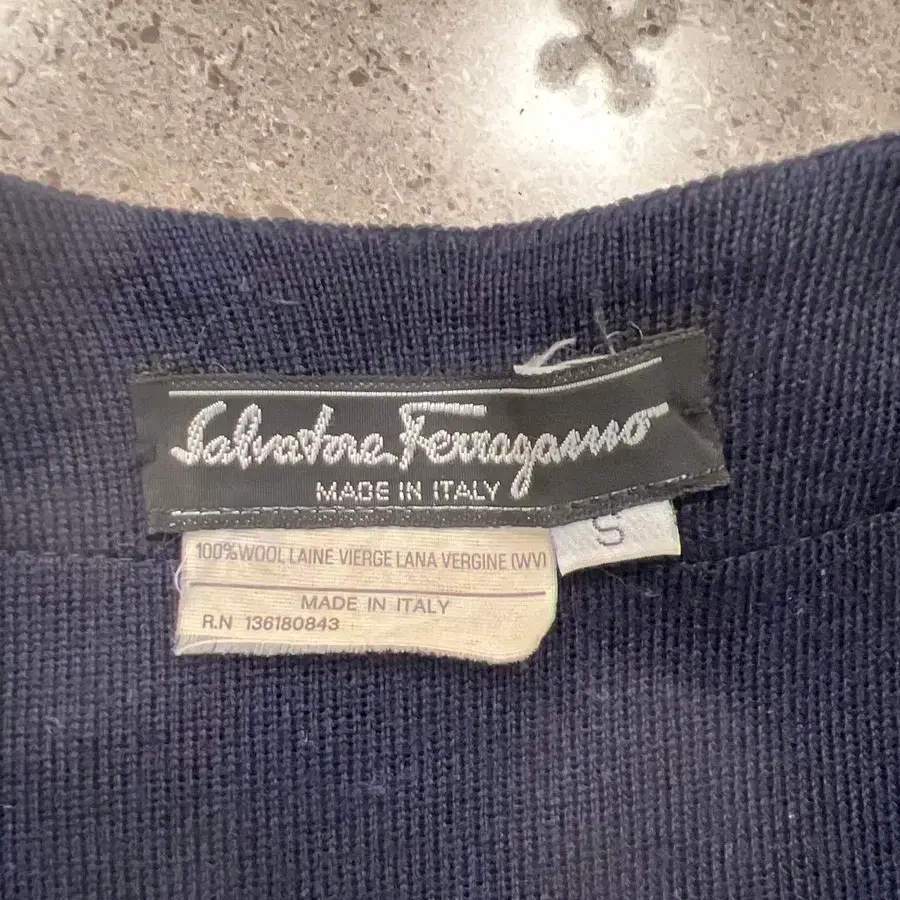 Salvatore Ferragamo
MADE IN ITALY
S
100%WOOL LAINE VIERGE LANA VERGINE (WV)
MADE IN ITALY
R.N 136180843